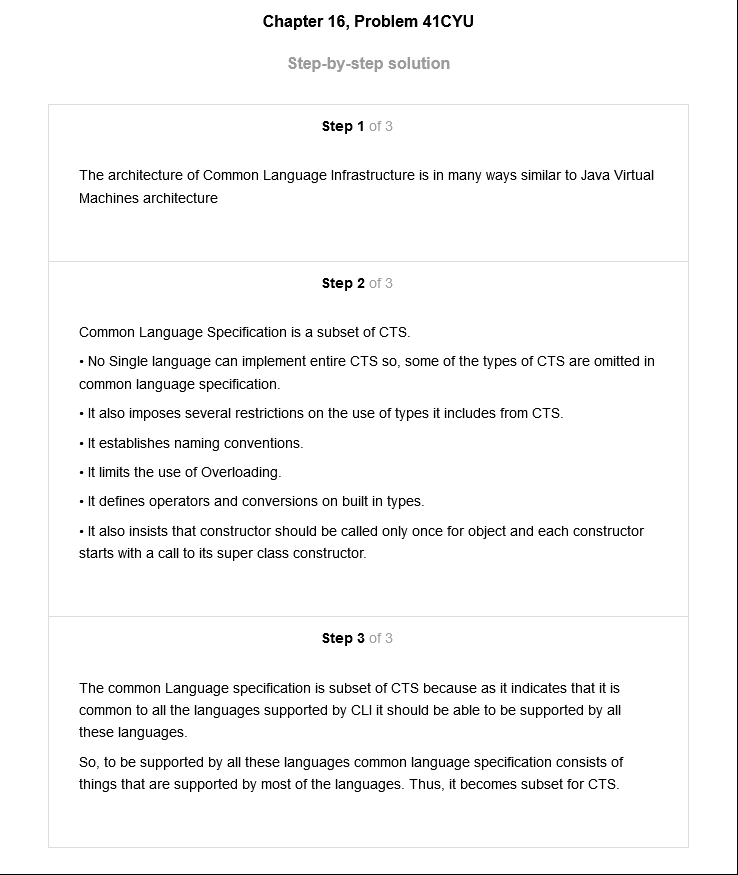 Chapter 16, Problem 41CYU
Step-by-step solution
Step 1 of 3
The architecture of Common Language Infrastructure is in many ways similar to Java Virtual
Machines architecture
Step 2 of 3
Common Language Specification is a subset of CTS.
• No Single language can implement entire CTS so, some of the types of CTS are omitted in
common language specification.
• It also imposes several restrictions on the use of types it includes from CTS.
• It establishes naming conventions.
• It limits the use of Overloading.
• It defines operators and conversions on built in types.
• It also insists that constructor should be called only once for object and each constructor
starts with a call to its super class constructor.
Step 3 of 3
The common Language specification is subset of CTS because as it indicates that it is
common to all the languages supported by CLI it should be able to be supported by all
these languages.
So, to be supported by all these languages common language specification consists of
things that are supported by most of the languages. Thus, it becomes subset for CTS.